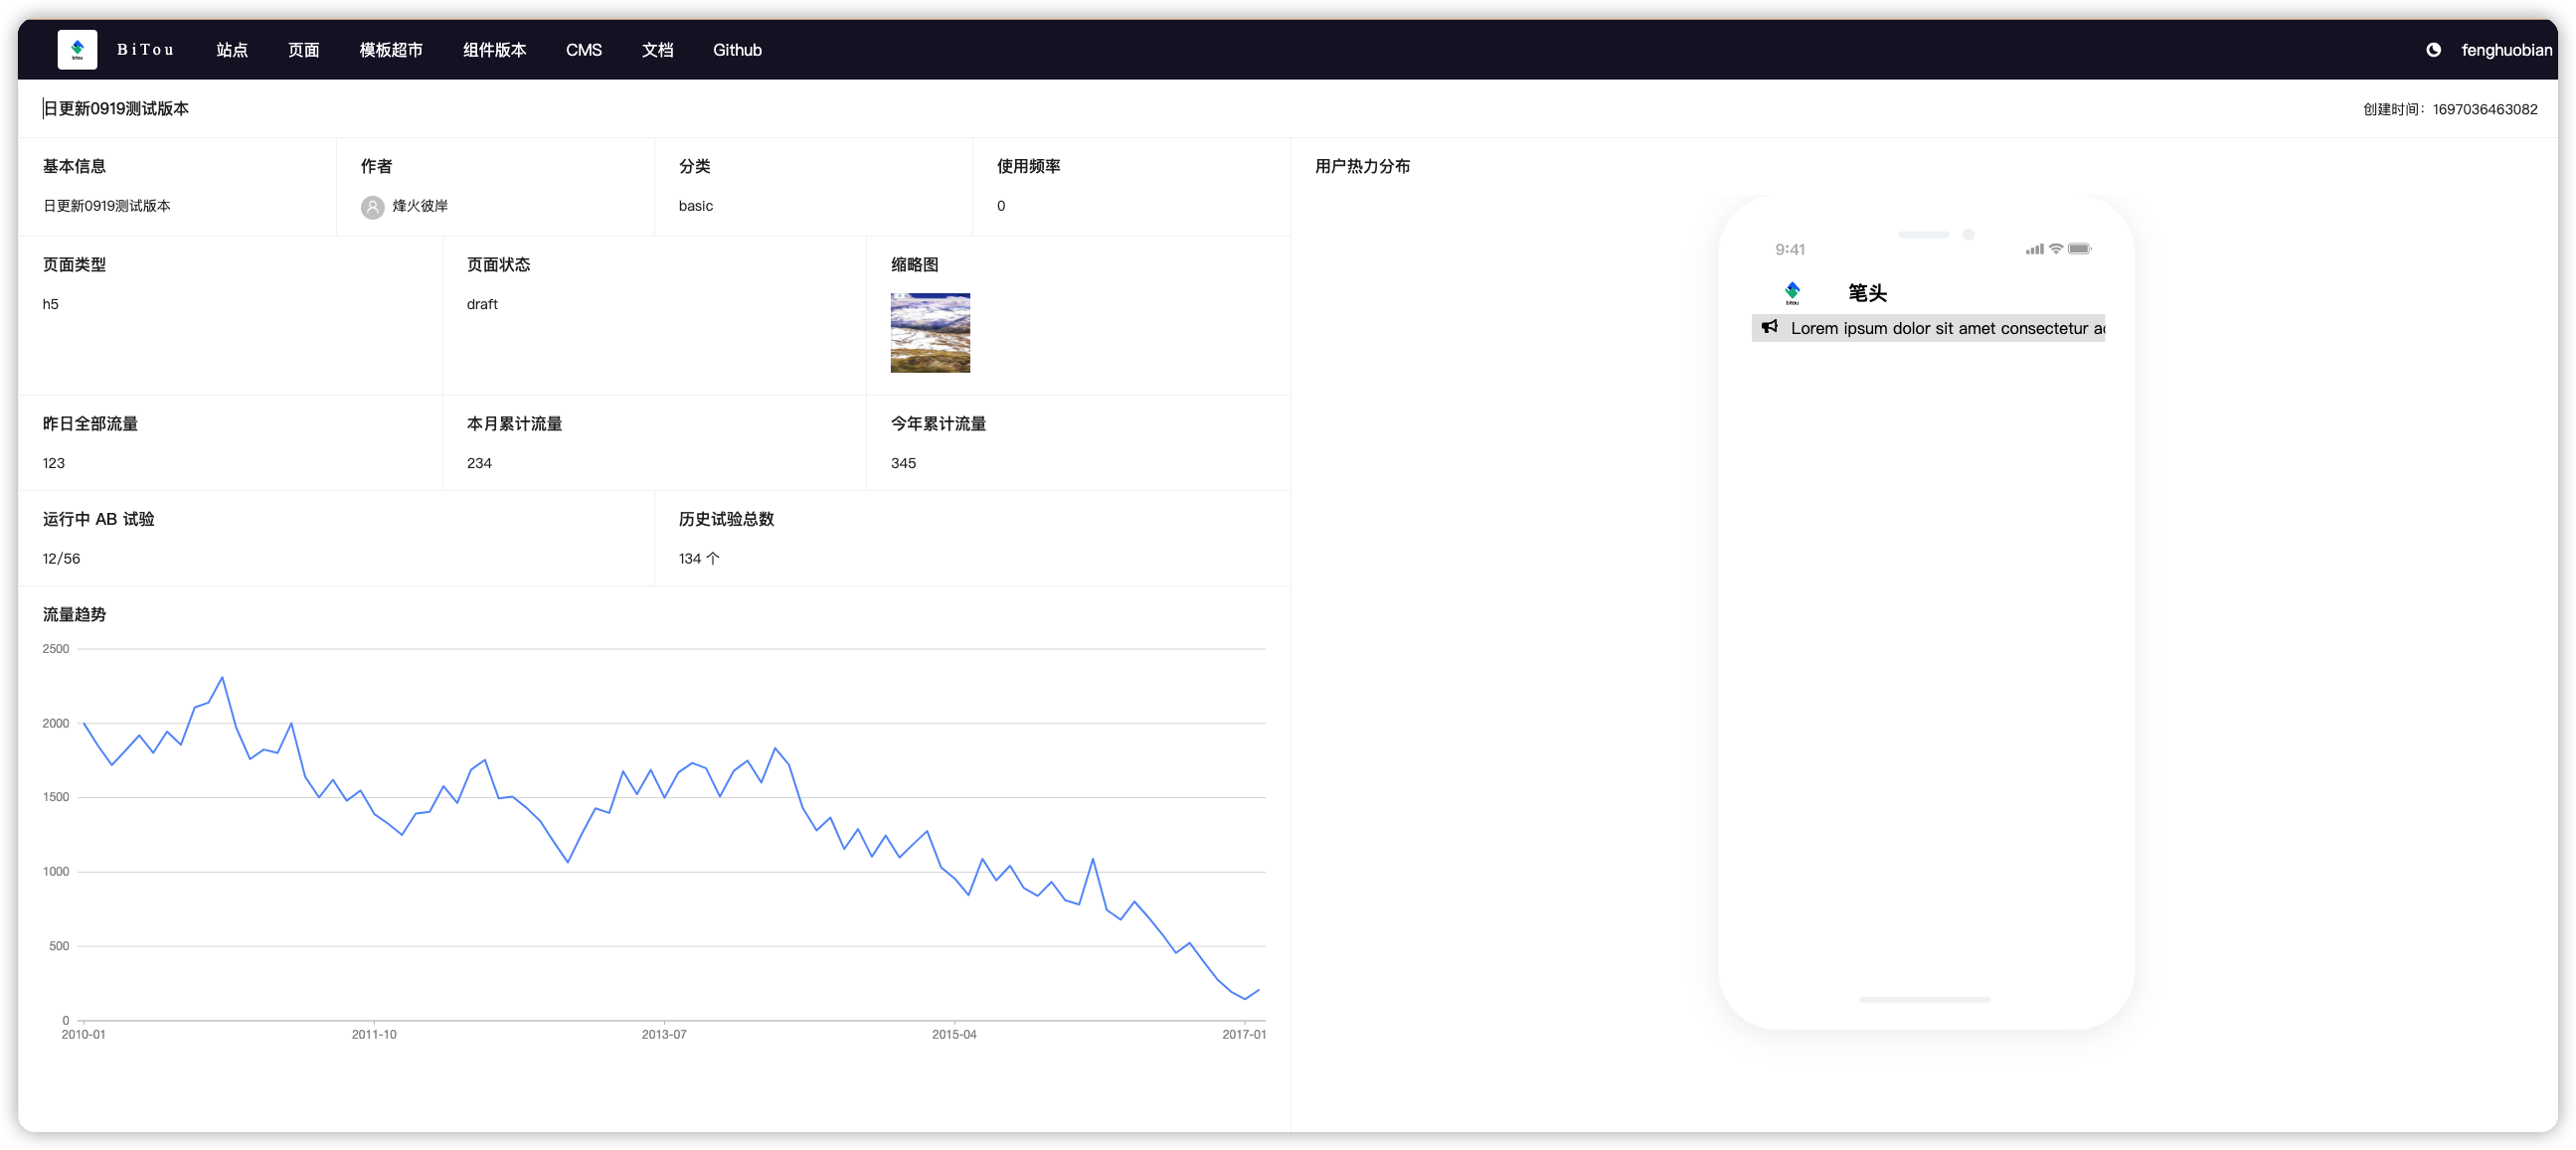 BiTou 站点 页面 模板超市 组件版本 CMS 文档 Github fenghuobian
日更新0919测试版本 创建时间：1697036463082
基本信息 作者 分类 使用频率
日更新0919测试版本 烽火彼岸 basic 0
页面类型 页面状态 缩略图
h5 draft
昨日全部流量 本月累计流量 今年累计流量
123 234 345
运行中 AB 试验 历史试验总数
12/56 134 个
流量趋势
2500
2000
1500
1000
500
0
2010-01 2011-10 2013-07 2015-04 2017-01
用户热力分布
9:41
bitou 笔头
Lorem ipsum dolor sit amet consectetur